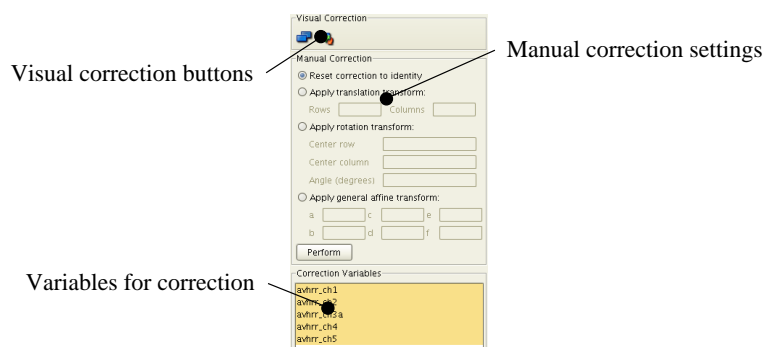 Visual Correction
Visual correction buttons
Manual correction settings
Manual Correction
Reset correction to identity
Apply translation transform:
Rows Columns
Apply rotation transform:
Center row
Center column
Angle (degrees)
Apply general affine transform:
a c e
b d f
Perform
Variables for correction
Correction Variables
avhrr_ch1
avhrr_ch2
avhrr_ch3a
avhrr_ch4
avhrr_ch5